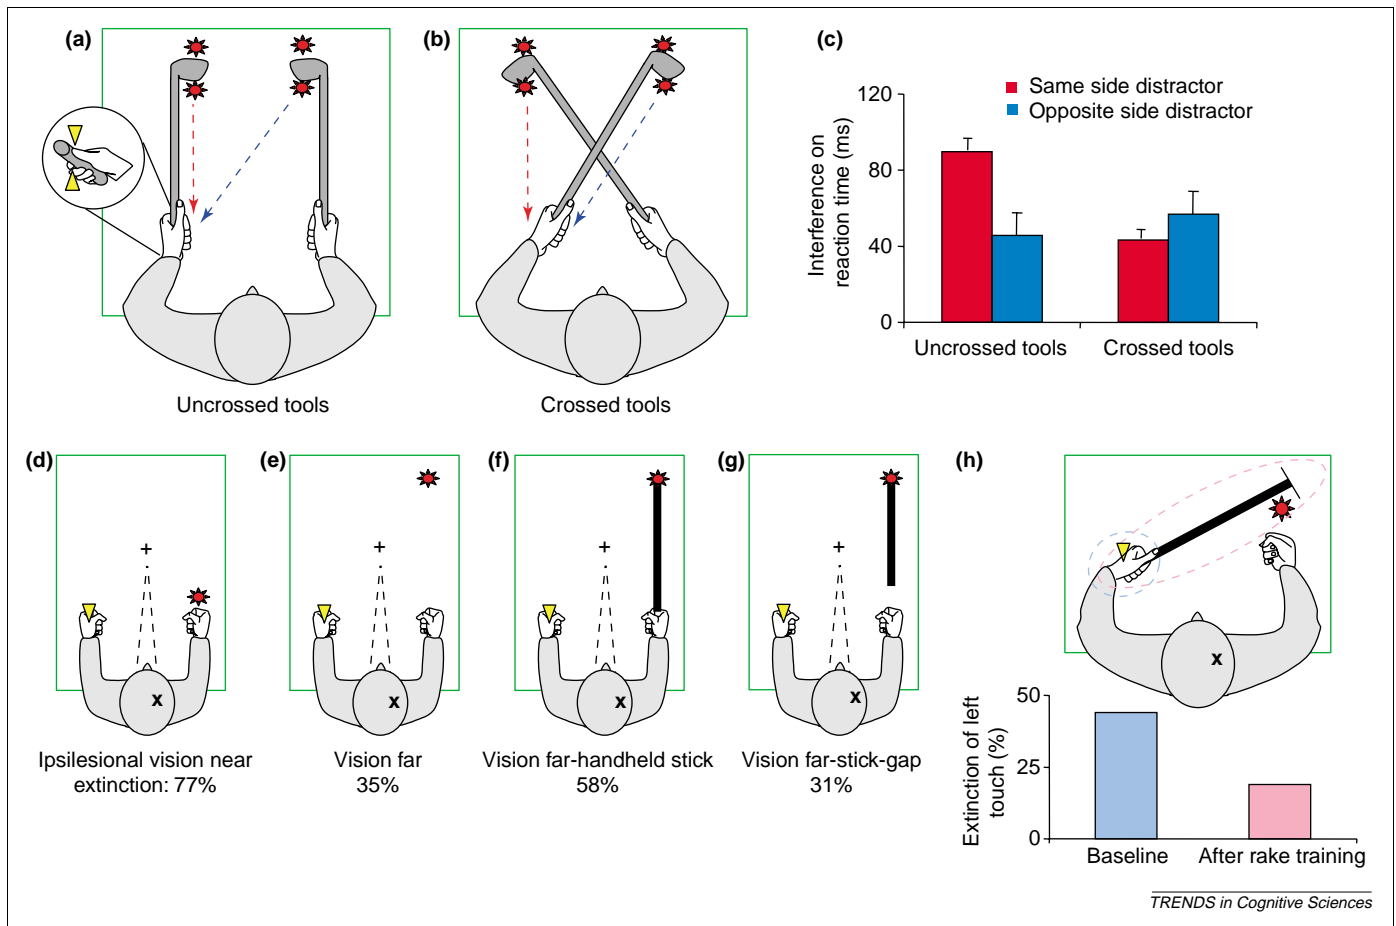 (a)
(b)
(c)
Same side distractor
Opposite side distractor
Interference on
reaction time (ms)
120
80
40
0
Uncrossed tools
Crossed tools
Uncrossed tools
Crossed tools
(d)
(e)
(f)
(g)
(h)
+
+
+
+
x
x
x
x
x
Ipsilesional vision near
extinction: 77%
Vision far
35%
Vision far-handheld stick
58%
Vision far-stick-gap
31%
Extinction of left
touch (%)
50
25
0
Baseline
After rake training
TRENDS in Cognitive Sciences